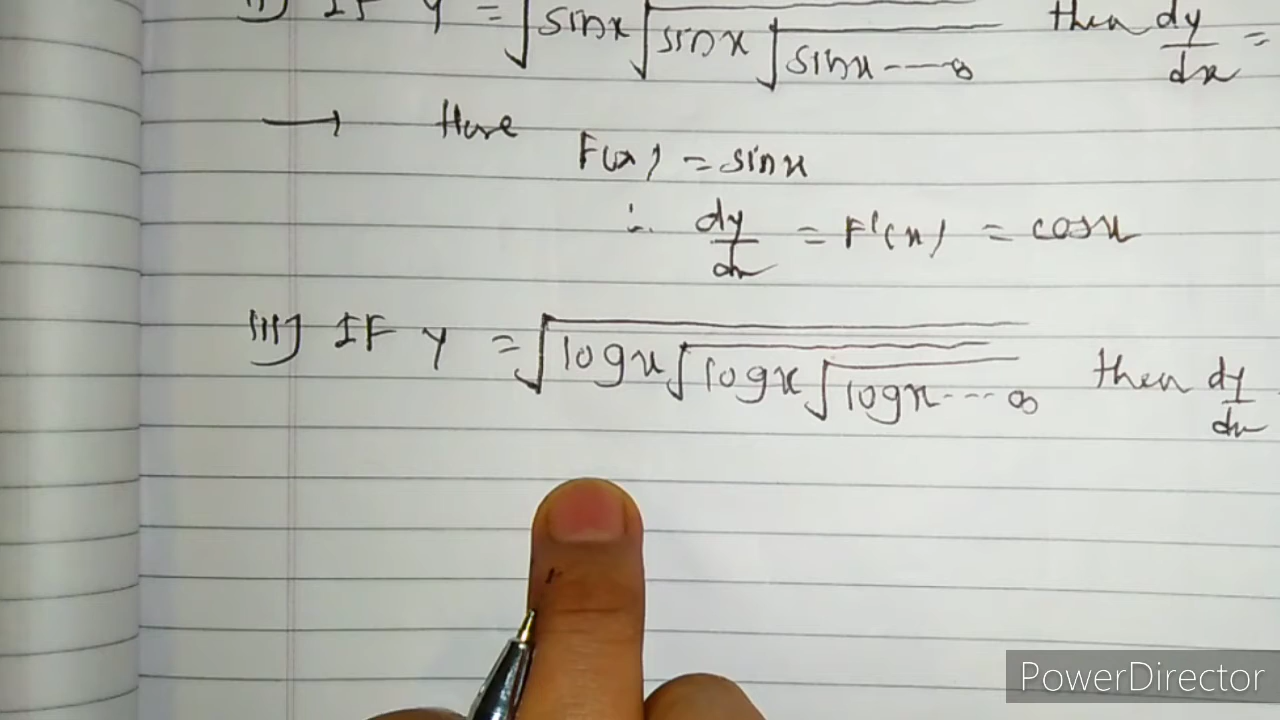 ii) IF y = √sinx √sinx √sinx ---∞ then dy/dx =
→ Here F(x) = sinx
∴ dy/dx = F'(x) = cosx
iii] IF y = √logx √logx √logx ---∞ then dy/dx
PowerDirector